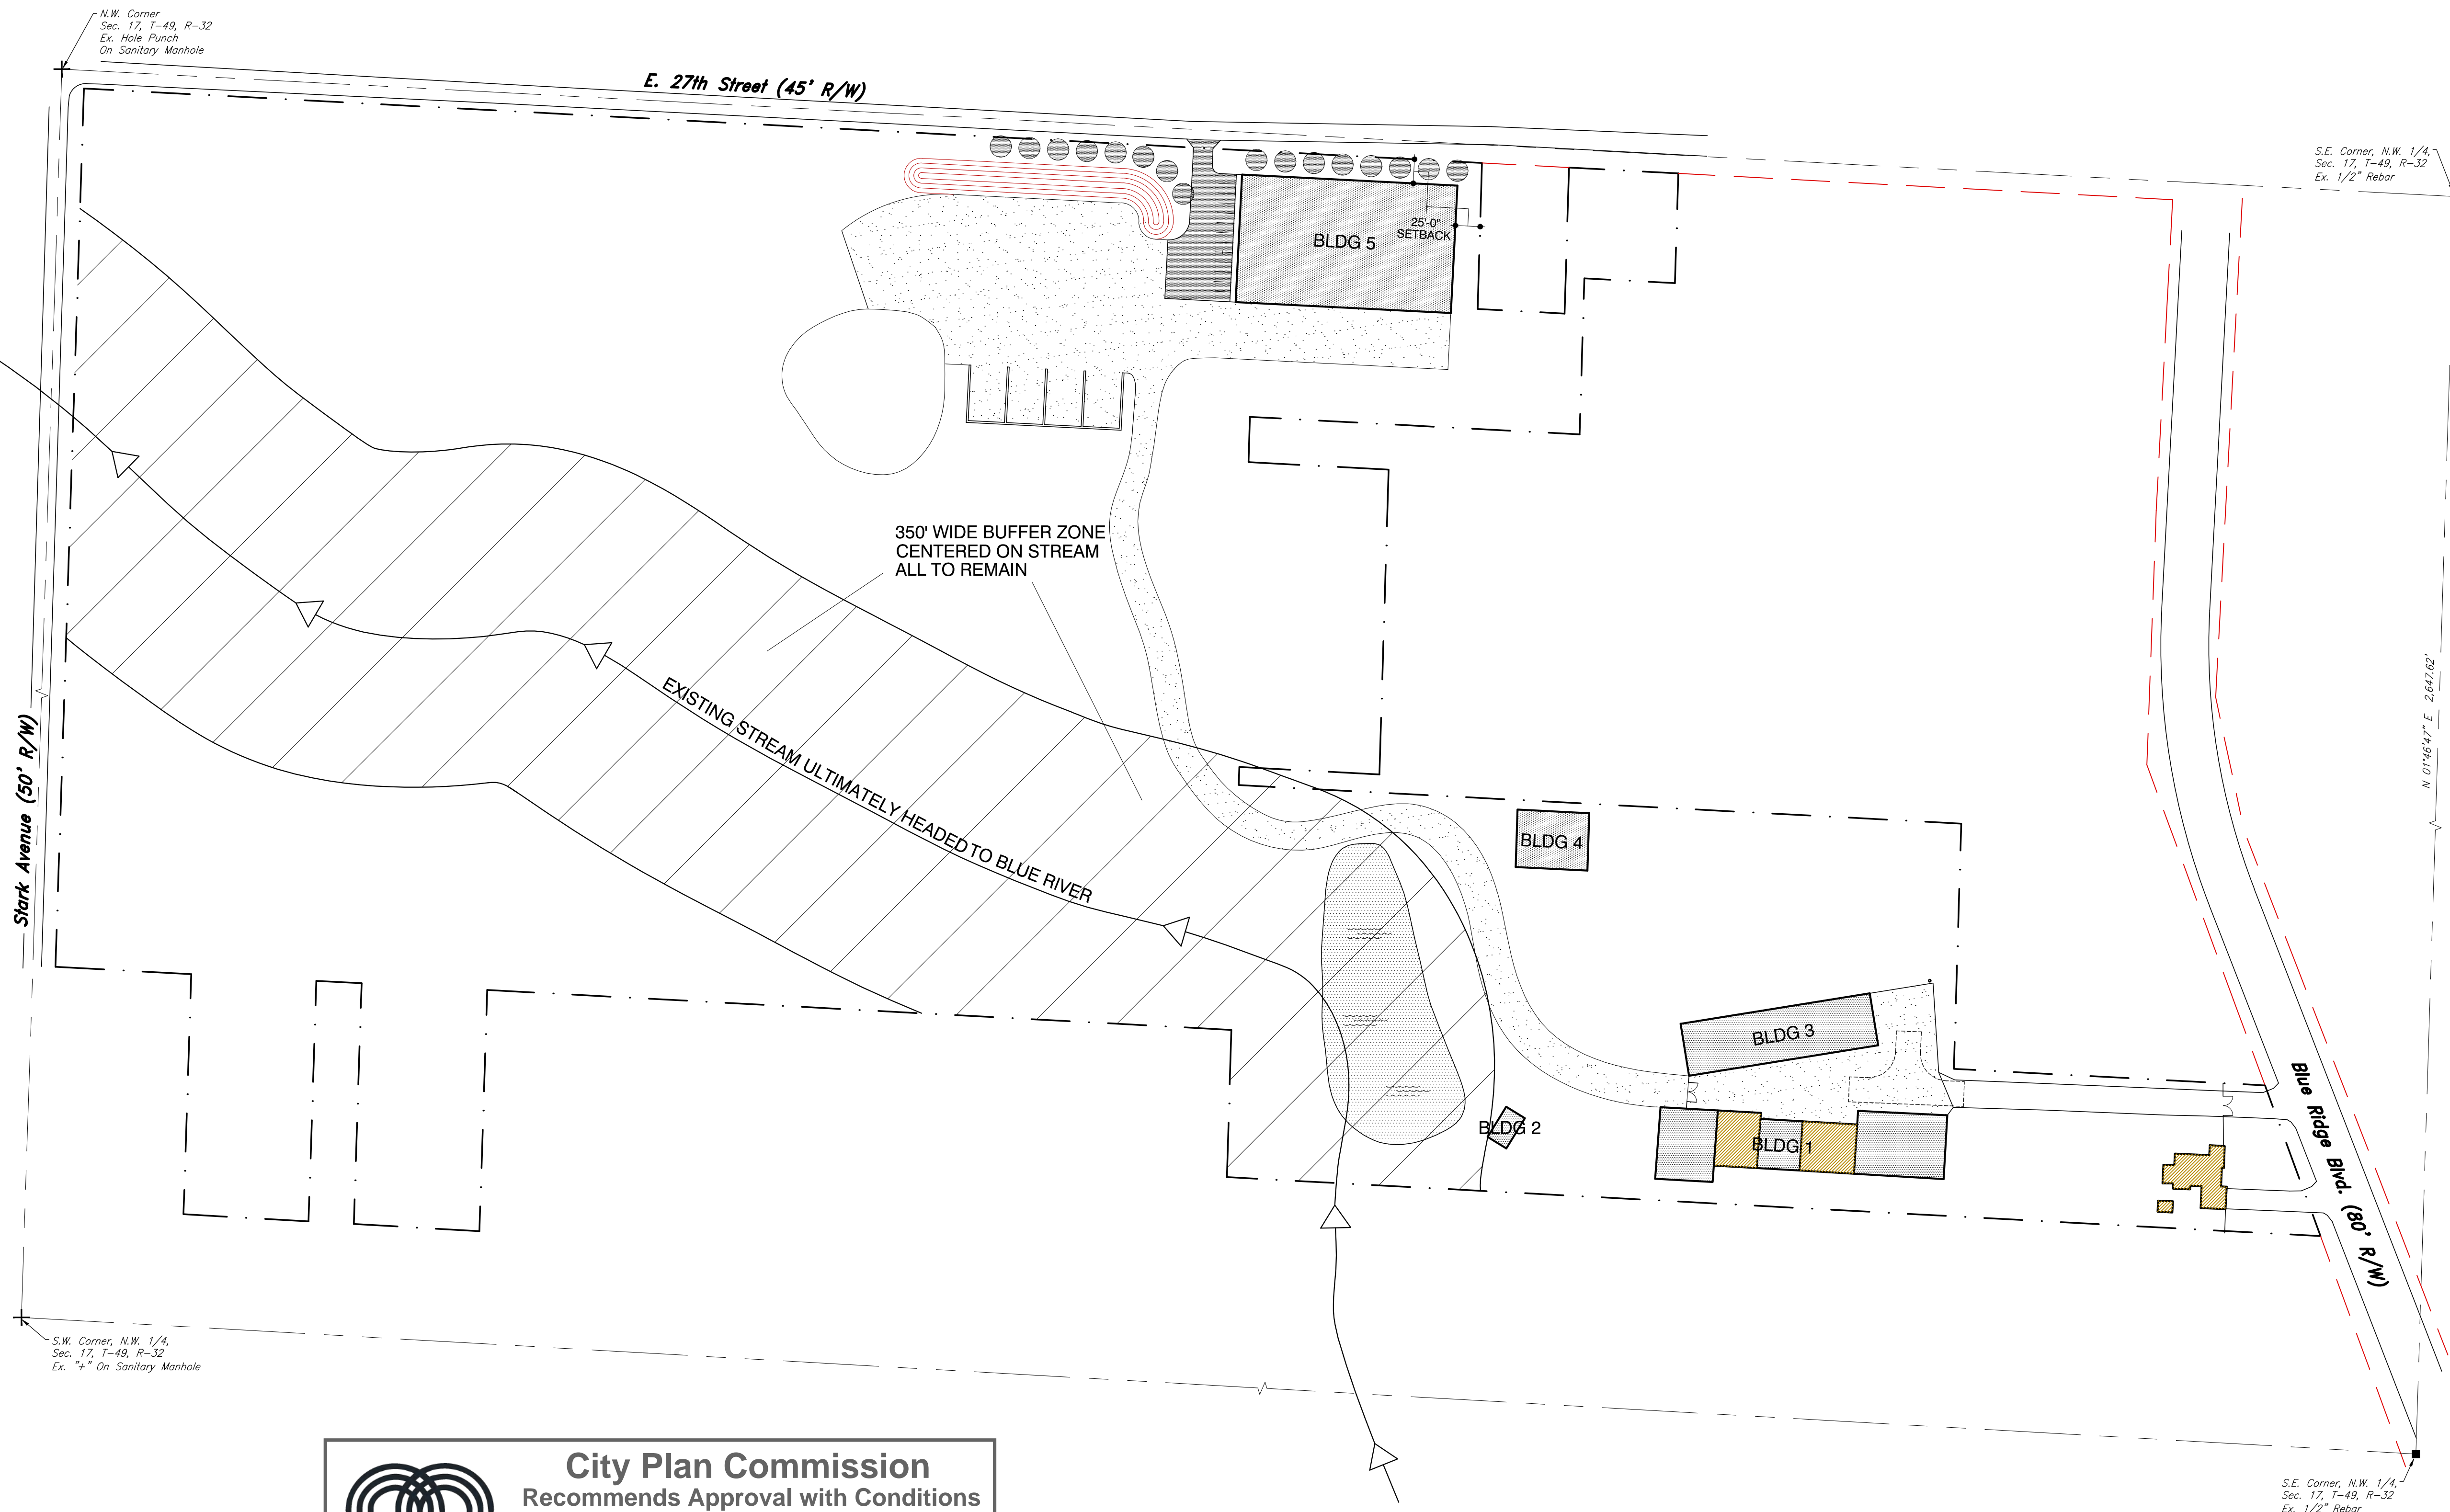 N.W. Corner
Sec. 17, T-49, R-32
Ex. Hole Punch
On Sanitary Manhole
E. 27th Street (45' R/W)
S.E. Corner, N.W. 1/4,
Sec. 17, T-49, R-32
Ex. 1/2" Rebar
25'-0"
SETBACK
BLDG 5
350' WIDE BUFFER ZONE
CENTERED ON STREAM
ALL TO REMAIN
EXISTING STREAM ULTIMATELY HEADED TO BLUE RIVER
N 01°46'47" E 2,647.62'
Stark Avenue (50' R/W)
BLDG 4
BLDG 3
BLDG 2
BLDG 1
Blue Ridge Blvd. (80' R/W)
S.W. Corner, N.W. 1/4,
Sec. 17, T-49, R-32
Ex. "+" On Sanitary Manhole
City Plan Commission
Recommends Approval with Conditions
S.E. Corner, N.W. 1/4,
Sec. 17, T-49, R-32
Ex. 1/2" Rebar